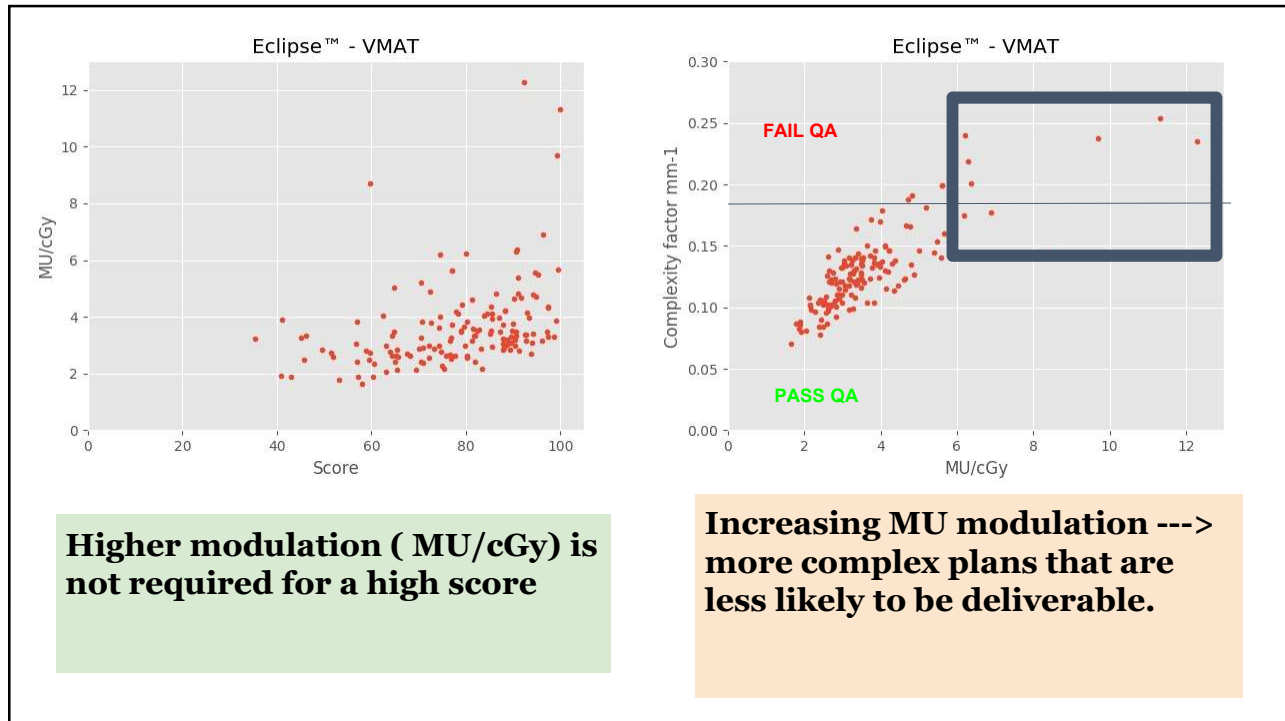 Eclipse™ - VMAT
MU/cGy
12
10
8
6
4
2
0
0 20 40 60 80 100
Score
Eclipse™ - VMAT
Complexity factor mm-1
0.30
0.25
0.20
0.15
0.10
0.05
0.00
FAIL QA
PASS QA
0 2 4 6 8 10 12
MU/cGy
Higher modulation ( MU/cGy) is
not required for a high score
Increasing MU modulation --->
more complex plans that are
less likely to be deliverable.